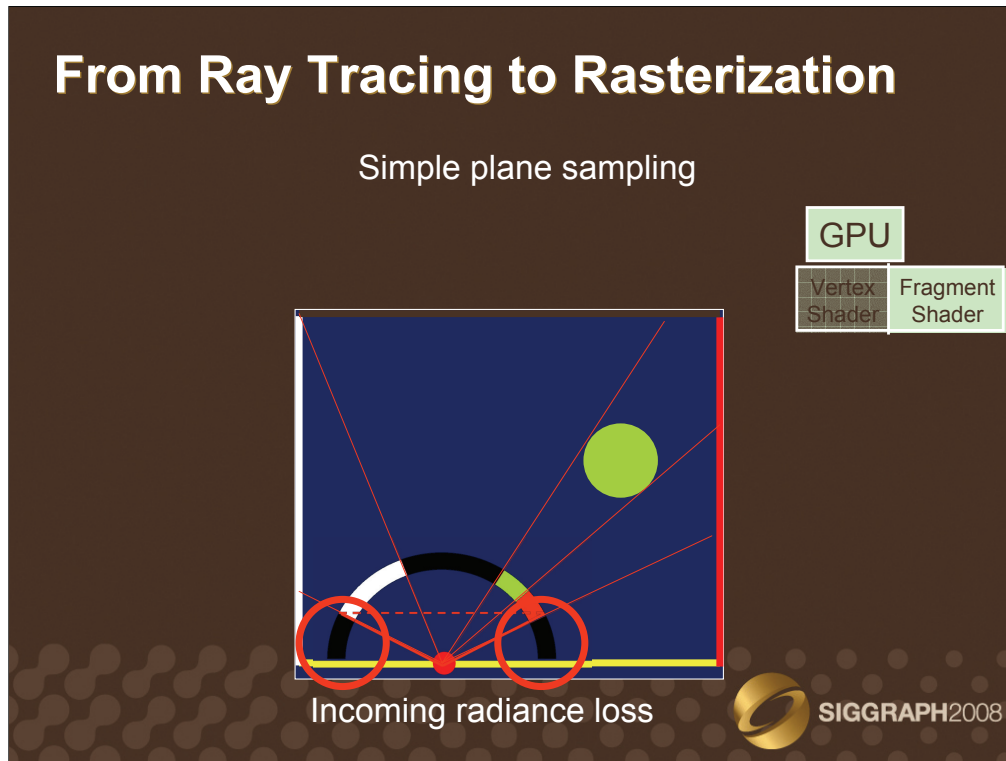 From Ray Tracing to Rasterization
Simple plane sampling
GPU
Vertex
Shader
Fragment
Shader
Incoming radiance loss
SIGGRAPH2008